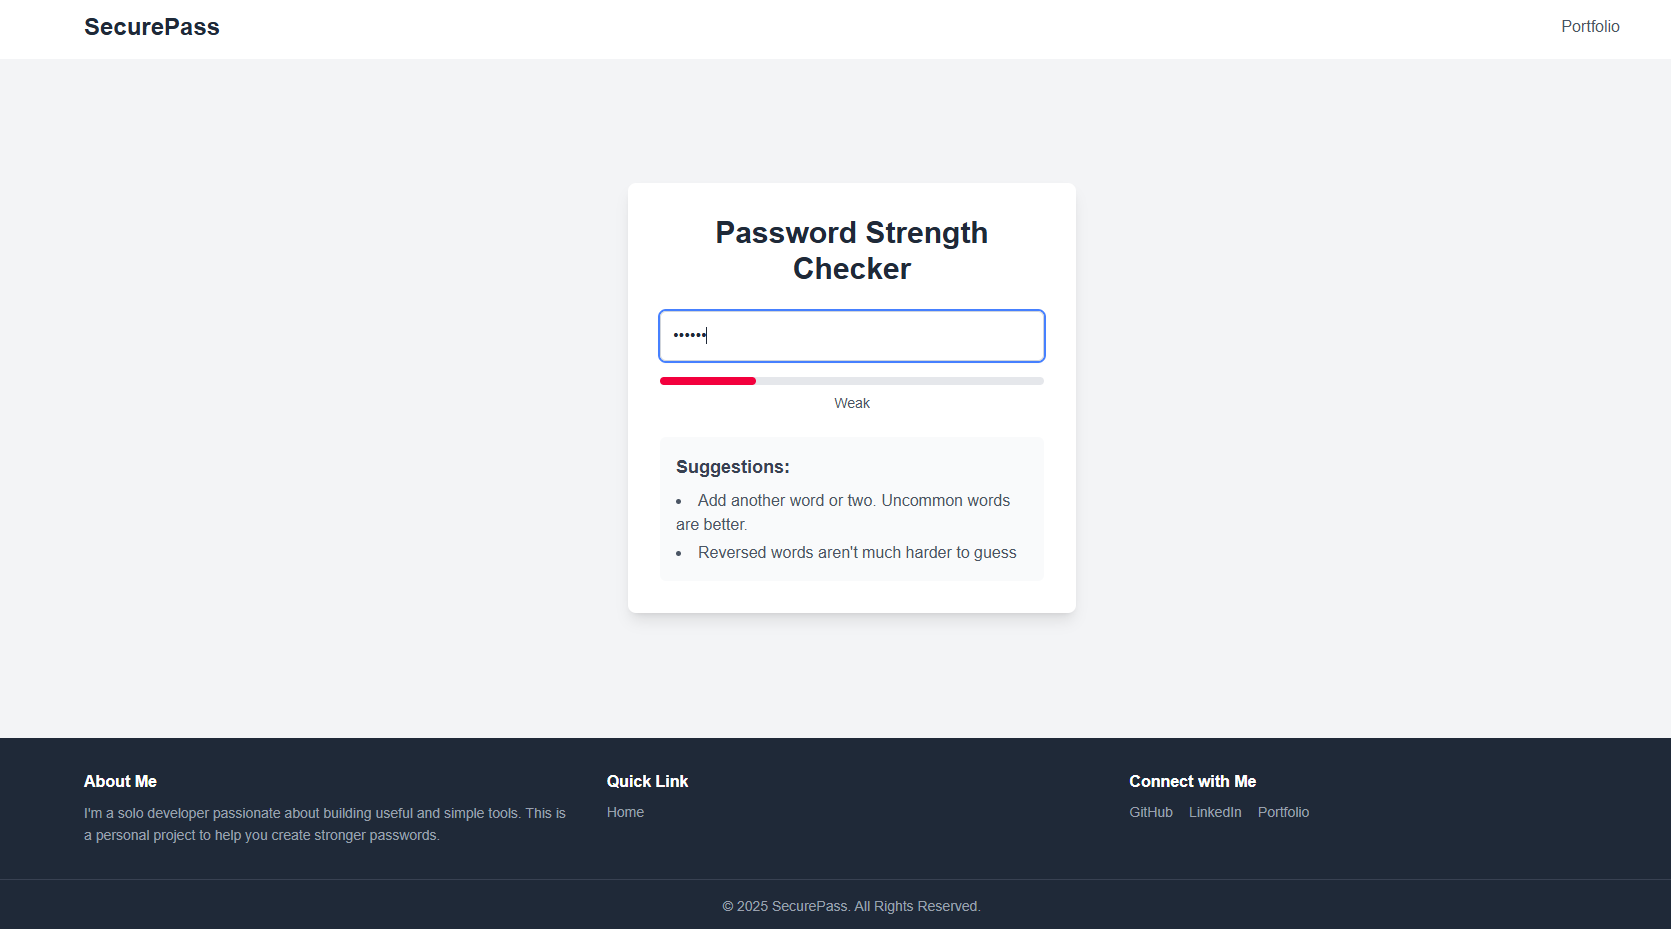 SecurePass
Portfolio
Password Strength
Checker
••••••
Weak
Suggestions:
• Add another word or two. Uncommon words
are better.
• Reversed words aren't much harder to guess
About Me
I'm a solo developer passionate about building useful and simple tools. This is
a personal project to help you create stronger passwords.
Quick Link
Home
Connect with Me
GitHub LinkedIn Portfolio
© 2025 SecurePass. All Rights Reserved.